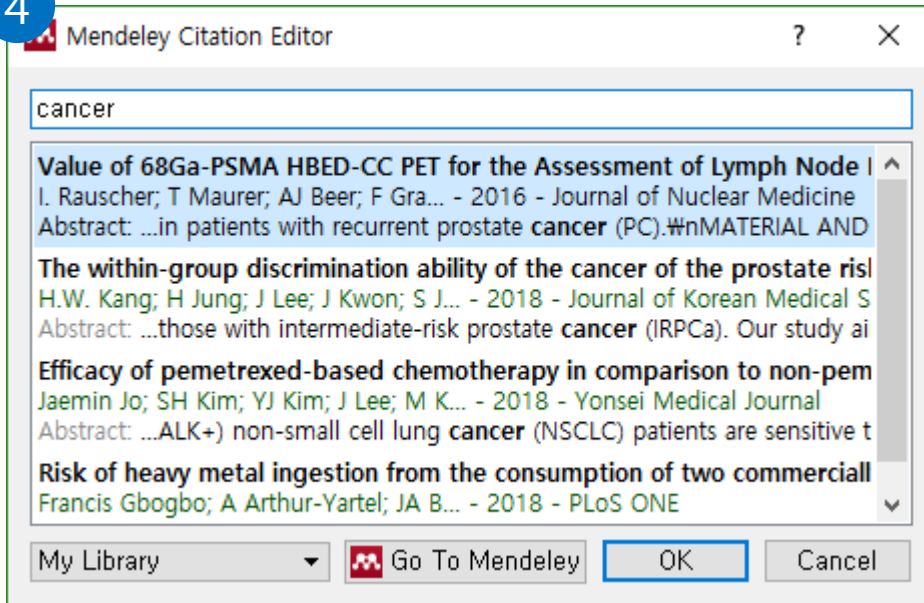 4
Mendeley Citation Editor
cancer
Value of 68Ga-PSMA HBED-CC PET for the Assessment of Lymph Node
I. Rauscher; T Maurer; AJ Beer; F Gra... - 2016 - Journal of Nuclear Medicine
Abstract: ...in patients with recurrent prostate cancer (PC).₩nMATERIAL AND
The within-group discrimination ability of the cancer of the prostate
H.W. Kang; H Jung; J Lee; J Kwon; S J... - 2018 - Journal of Korean Medical S
Abstract: ...those with intermediate-risk prostate cancer (IRPCa). Our study ai
Efficacy of pemetrexed-based chemotherapy in comparison to non-pem
Jaemin Jo; SH Kim; YJ Kim; J Lee; M K... - 2018 - Yonsei Medical Journal
Abstract: ...ALK+) non-small cell lung cancer (NSCLC) patients are sensitive t
Risk of heavy metal ingestion from the consumption of two commerciall
Francis Gbogbo; A Arthur-Yartel; JA B... - 2018 - PLoS ONE
My Library Go To Mendeley OK Cancel